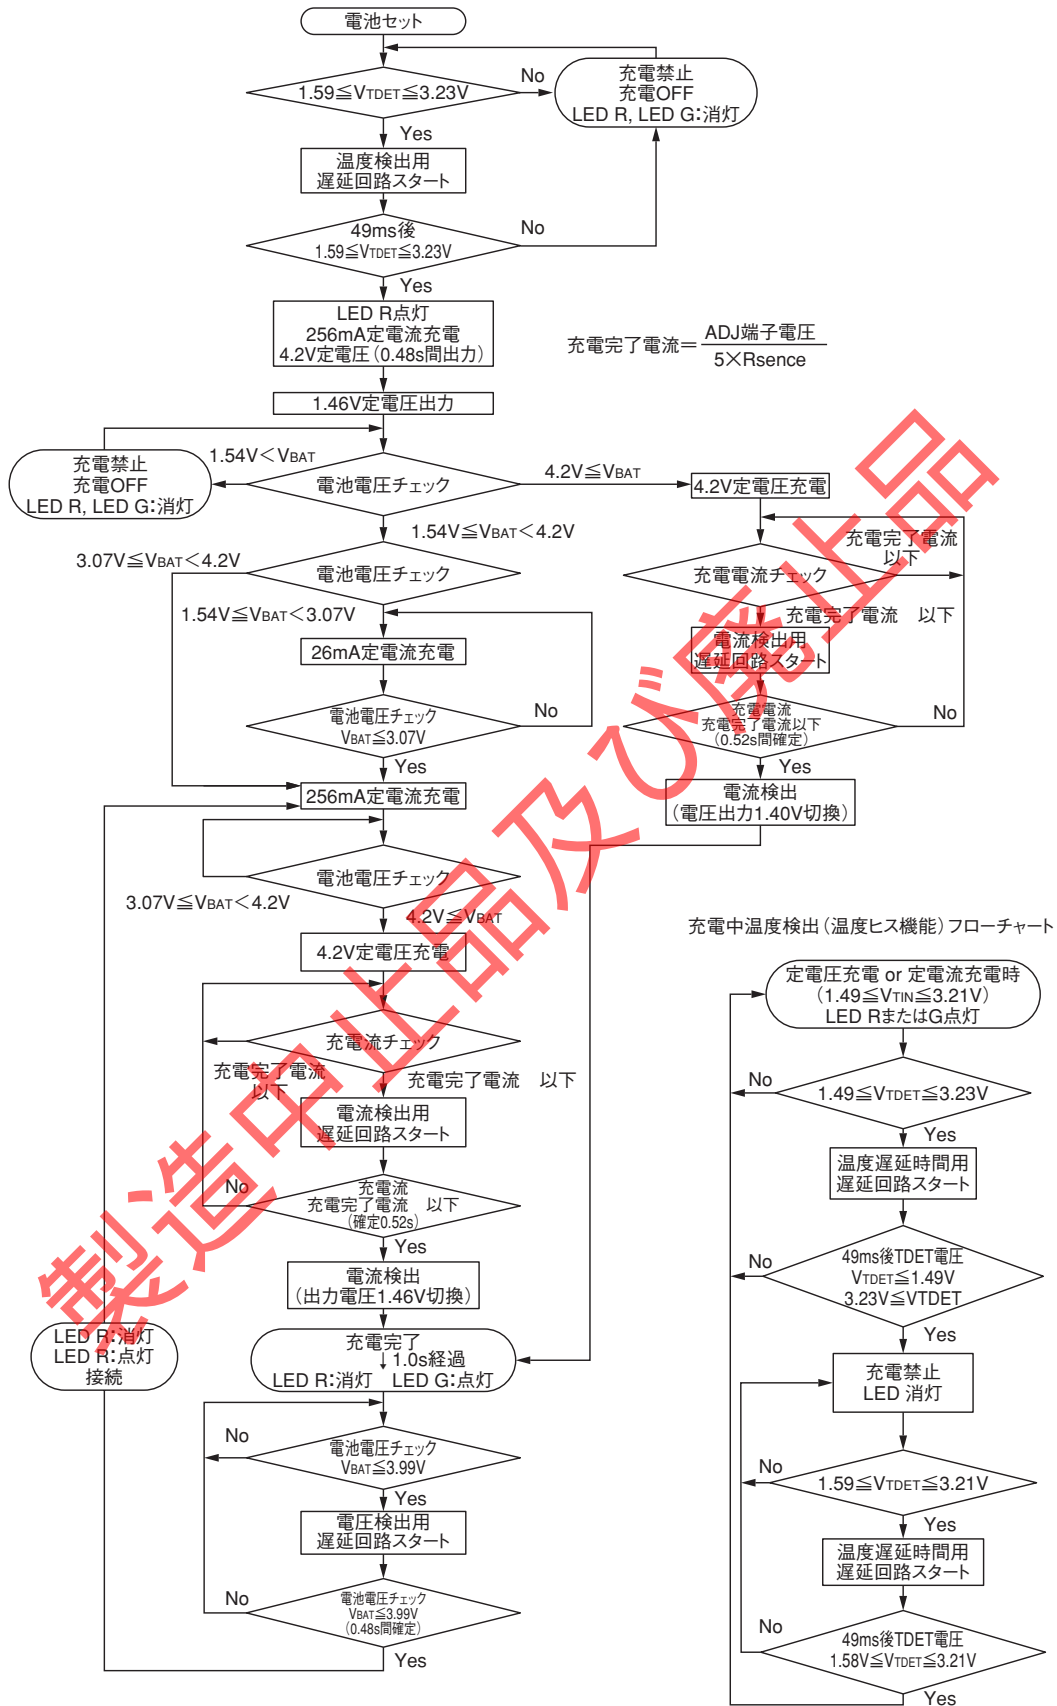 電池セット
1.59≦VTDET≦3.23V
No
充電禁止
充電OFF
LED R, LED G:消灯
Yes
温度検出用
遅延回路スタート
49ms後
1.59≦VTDET≦3.23V
No
Yes
LED R点灯
256mA定電流充電
4.2V定電圧(0.48s間出力)
充電完了電流=
ADJ端子電圧
5×Rsence
1.46V定電圧出力
1.54V<VBAT
充電禁止
充電OFF
LED R, LED G:消灯
電池電圧チェック
4.2V≦VBAT
4.2V定電圧充電
1.54V≦VBAT<4.2V
3.07V≦VBAT<4.2V
電池電圧チェック
充電完了電流
以下
充電電流チェック
1.54V≦VBAT<3.07V
充電完了電流 以下
26mA定電流充電
電流検出用
遅延回路スタート
電池電圧チェック
VBAT≦3.07V
No
充電電流
充電完了電流以下
(0.52s間確定)
No
Yes
Yes
256mA定電流充電
電流検出
(電圧出力1.40V切換)
電池電圧チェック
3.07V≦VBAT<4.2V
4.2V≦VBAT
4.2V定電圧充電
充電流チェック
充電完了電流
以下
充電完了電流 以下
電流検出用
遅延回路スタート
No
充電流
充電完了電流 以下
(確定0.52s)
Yes
電流検出
(出力電圧1.46V切換)
LED R:消灯
LED R:点灯
接続
充電完了
1.0s経過
LED R:消灯 LED G:点灯
No
電池電圧チェック
VBAT≦3.99V
Yes
電圧検出用
遅延回路スタート
No
電池電圧チェック
VBAT≦3.99V
(0.48s間確定)
Yes
充電中温度検出(温度ヒス機能)フローチャート
定電圧充電 or 定電流充電時
(1.49≦VTIN≦3.21V)
LED RまたはG点灯
No
1.49≦VTDET≦3.23V
Yes
温度遅延時間用
遅延回路スタート
No
49ms後TDET電圧
VTDET≦1.49V
3.23V≦VTDET
Yes
充電禁止
LED 消灯
No
1.59≦VTDET≦3.21V
Yes
温度遅延時間用
遅延回路スタート
No
49ms後TDET電圧
1.58V≦VTDET≦3.21V
Yes
製造中止品及び廃止品